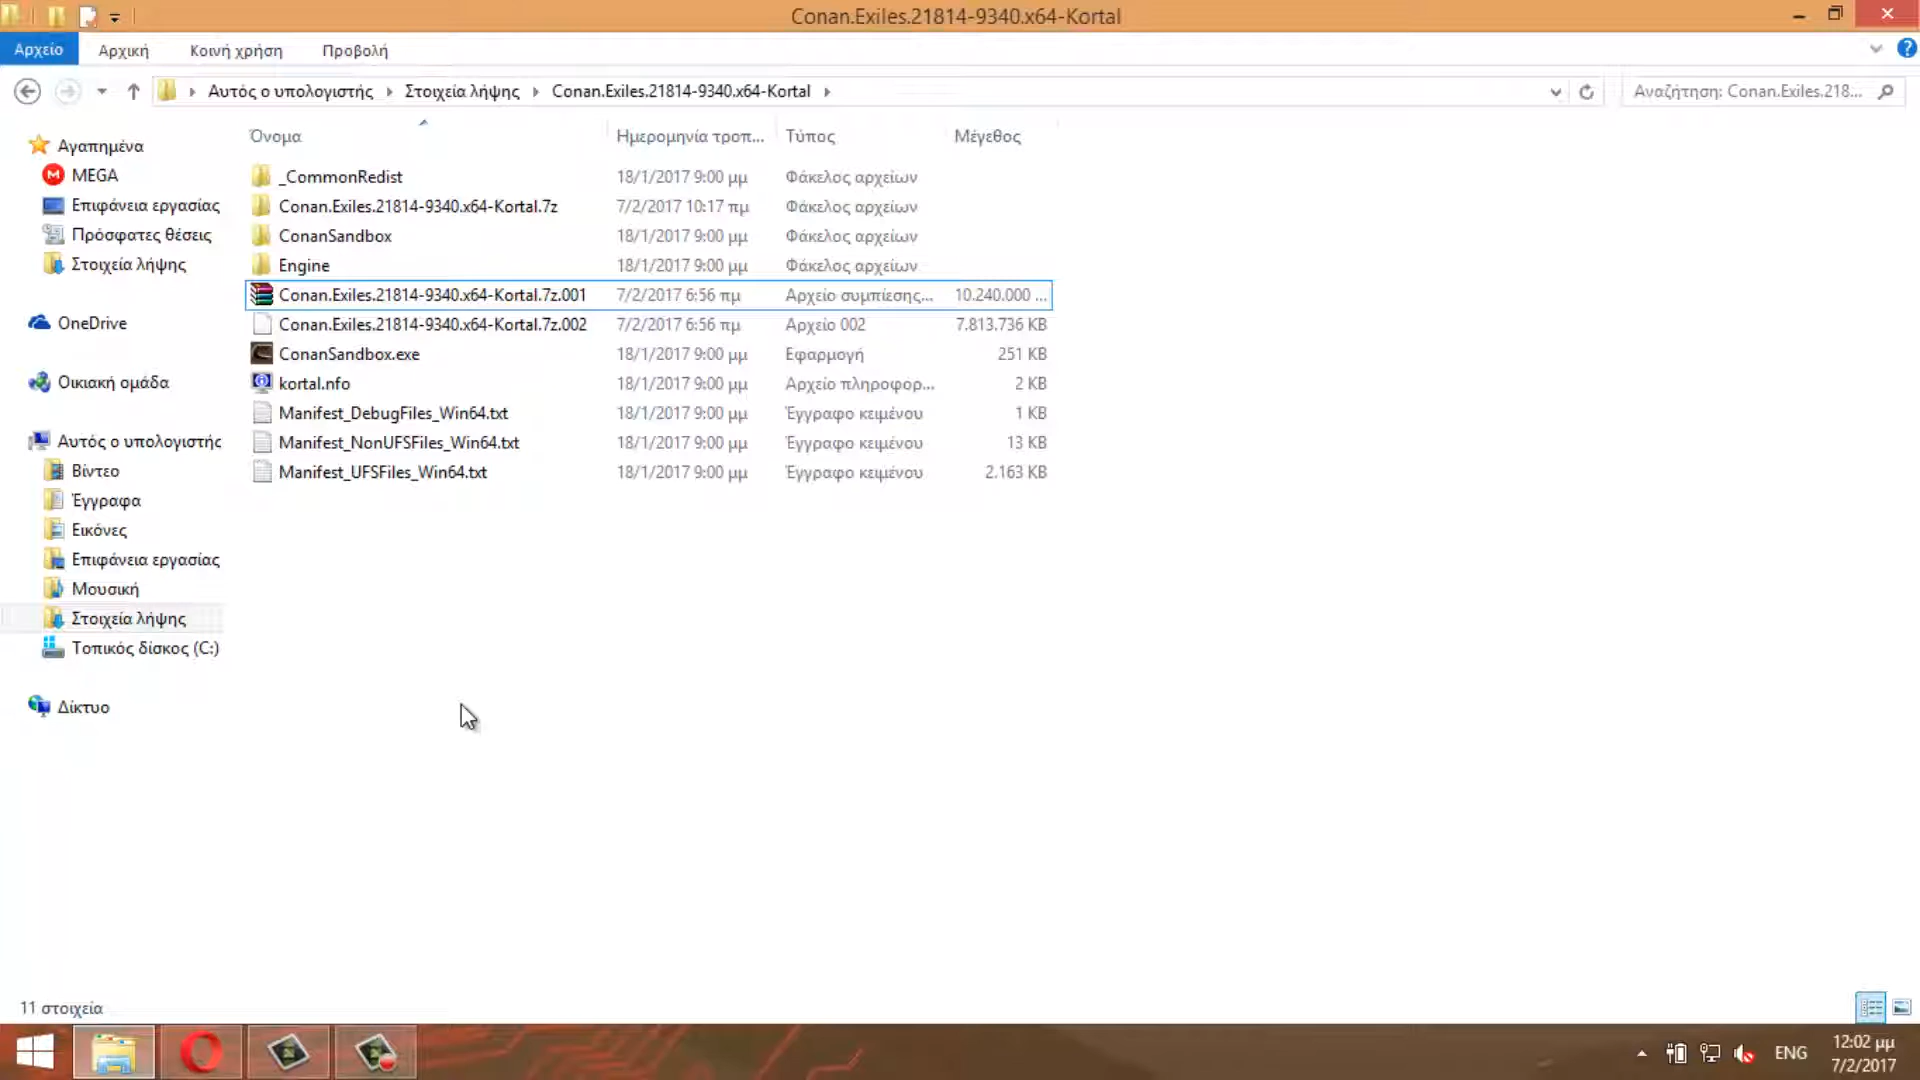 Conan.Exiles.21814-9340.x64-Kortal
Αρχείο Αρχική Κοινή χρήση Προβολή
Αυτός ο υπολογιστής Στοιχεία λήψης Conan.Exiles.21814-9340.x64-Kortal
Αναζήτηση: Conan.Exiles.218...
Όνομα Ημερομηνία τροπ... Τύπος Μέγεθος
_CommonRedist 18/1/2017 9:00 μμ Φάκελος αρχείων
Conan.Exiles.21814-9340.x64-Kortal.7z 7/2/2017 10:17 πμ Φάκελος αρχείων
ConanSandbox 18/1/2017 9:00 μμ Φάκελος αρχείων
Engine 18/1/2017 9:00 μμ Φάκελος αρχείων
Conan.Exiles.21814-9340.x64-Kortal.7z.001 7/2/2017 6:56 πμ Αρχείο συμπίεσης... 10.240.000 ...
Conan.Exiles.21814-9340.x64-Kortal.7z.002 7/2/2017 6:56 πμ Αρχείο 002 7.813.736 KB
ConanSandbox.exe 18/1/2017 9:00 μμ Εφαρμογή 251 KB
kortal.nfo 18/1/2017 9:00 μμ Αρχείο πληροφορ... 2 KB
Manifest_DebugFiles_Win64.txt 18/1/2017 9:00 μμ Έγγραφο κειμένου 1 KB
Manifest_NonUFSFiles_Win64.txt 18/1/2017 9:00 μμ Έγγραφο κειμένου 13 KB
Manifest_UFSFiles_Win64.txt 18/1/2017 9:00 μμ Έγγραφο κειμένου 2.163 KB
Αγαπημένα
MEGA
Επιφάνεια εργασίας
Πρόσφατες θέσεις
Στοιχεία λήψης
OneDrive
Οικιακή ομάδα
Αυτός ο υπολογιστής
Βίντεο
Έγγραφα
Εικόνες
Επιφάνεια εργασίας
Μουσική
Στοιχεία λήψης
Τοπικός δίσκος (C:)
Δίκτυο
11 στοιχεία
ENG
12:02 μμ
7/2/2017